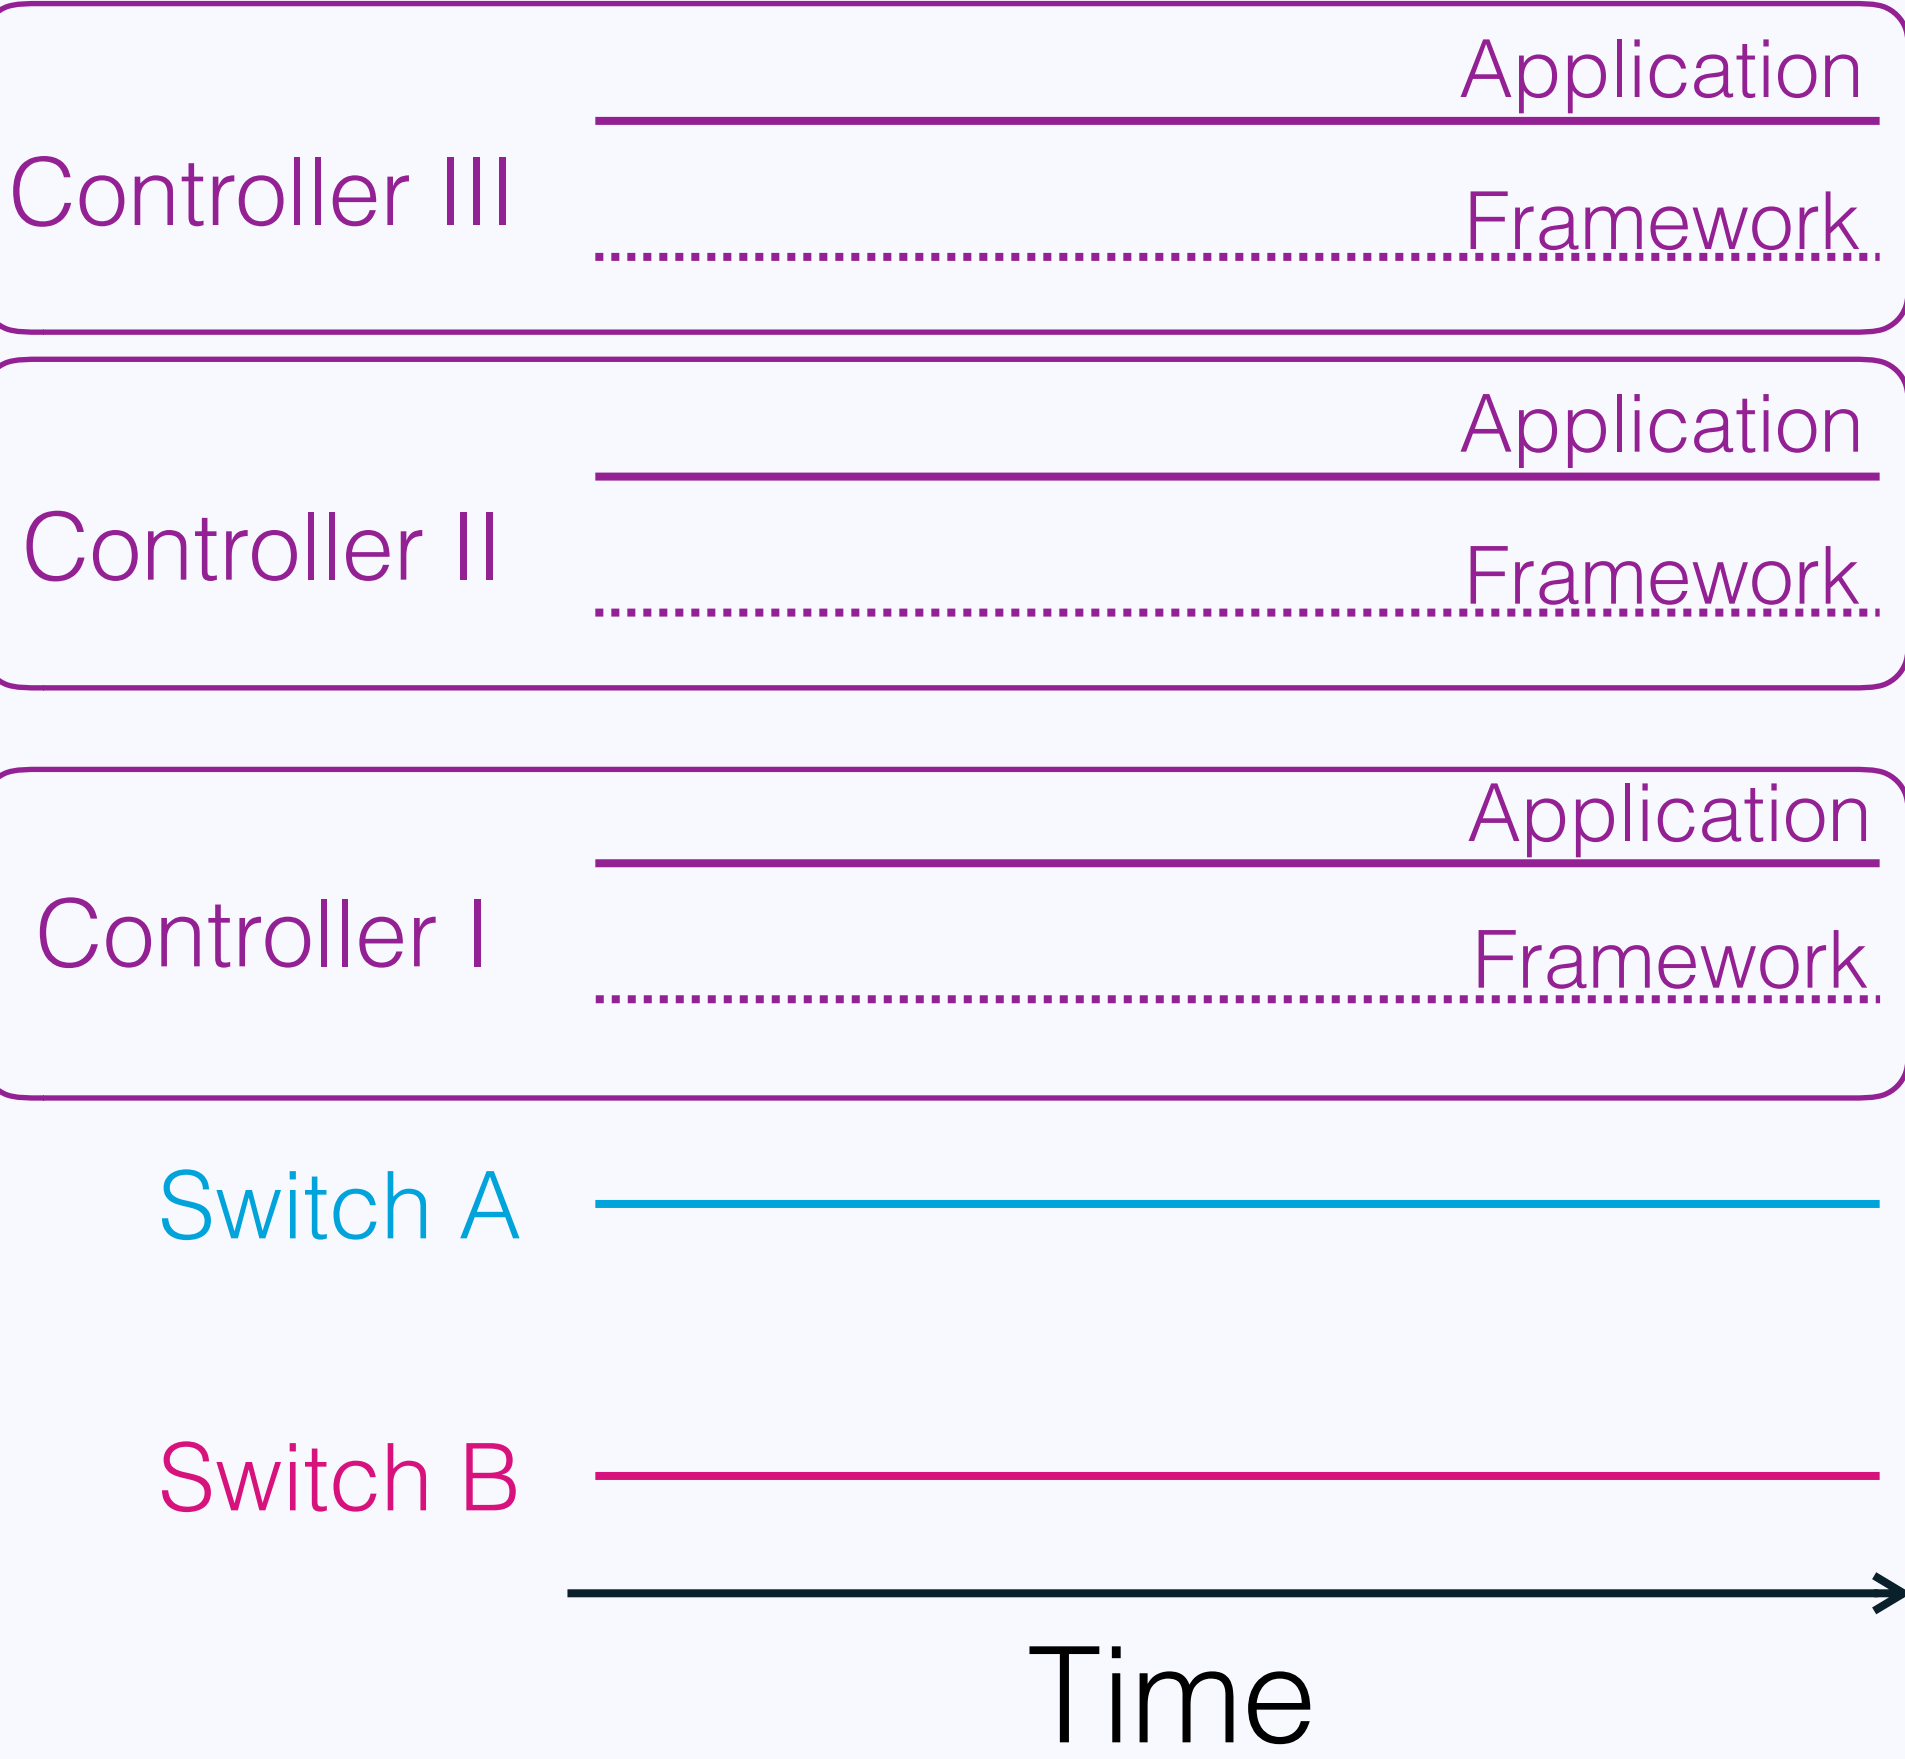 Application
Controller III
Framework
Application
Controller II
Framework
Application
Controller I
Framework
Switch A
Switch B
Time